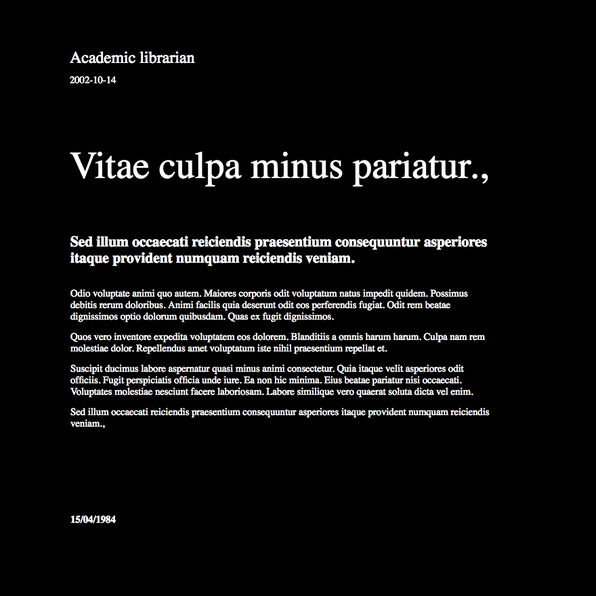 Academic librarian
2002-10-14
Vitae culpa minus pariatur.,
Sed illum occaecati reiciendis praesentium consequuntur asperiores
itaque provident numquam reiciendis veniam.
Odio voluptate animi quo autem. Maiores corporis odit voluptatum natus impedit quidem. Possimus
debitis rerum doloribus. Animi facilis quia deserunt odit eos perferendis fugiat. Odit rem beatae
dignissimos optio dolorum quibusdam. Quas ex fugit dignissimos.
Quos vero inventore expedita voluptatem eos dolorem. Blanditiis a omnis harum harum. Culpa nam rem
molestiae dolor. Repellendus amet voluptatum iste nihil praesentium repellat et.
Suscipit ducimus labore aspernatur quasi minus animi consectetur. Quia itaque velit asperiores odit
officiis. Fugit perspiciatis officia unde iure. Ea non hic minima. Eius beatae pariatur nisi occaecati.
Voluptates molestiae nesciunt facere laboriosam. Labore similique vero quaerat soluta dicta vel enim.
Sed illum occaecati reiciendis praesentium consequuntur asperiores itaque provident numquam reiciendis
veniam.,
15/04/1984